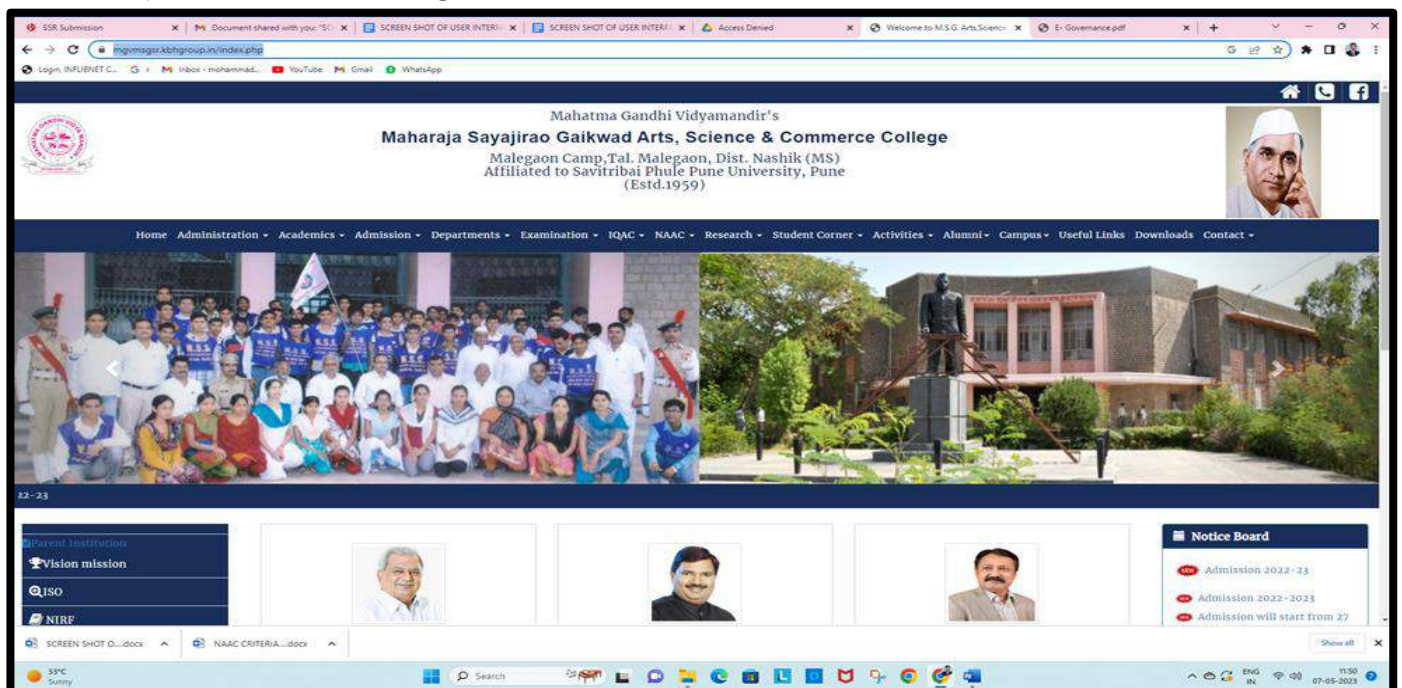 SSR Submission
Document shared with you: "SC
SCREEN SHOT OF USER INTERF
SCREEN SHOT OF USER INTERF
Access Denied
Welcome to M.S.G. Arts,Science
E- Governance.pdf
mgvmsgsr.kbhgroup.in/index.php
Login, INFLIBNET C...
Inbox - mohammad...
YouTube
Gmail
WhatsApp
Mahatma Gandhi Vidyamandir's
Maharaja Sayajirao Gaikwad Arts, Science & Commerce College
Malegaon Camp,Tal. Malegaon, Dist. Nashik (MS)
Affiliated to Savitribai Phule Pune University, Pune
(Estd.1959)
Home Administration Academics Admission Departments Examination IQAC NAAC Research Student Corner Activities Alumni Campus Useful Links Downloads Contact
22-23
Parent Institution
Vision mission
ISO
NIRF
Notice Board
Admission 2022-23
Admission 2022-2023
Admission will start from 27
SCREEN SHOT O....docx
NAAC CRITERIA....docx
Show all
33°C
Sunny
Search
ENG
IN
11:50
07-05-2023